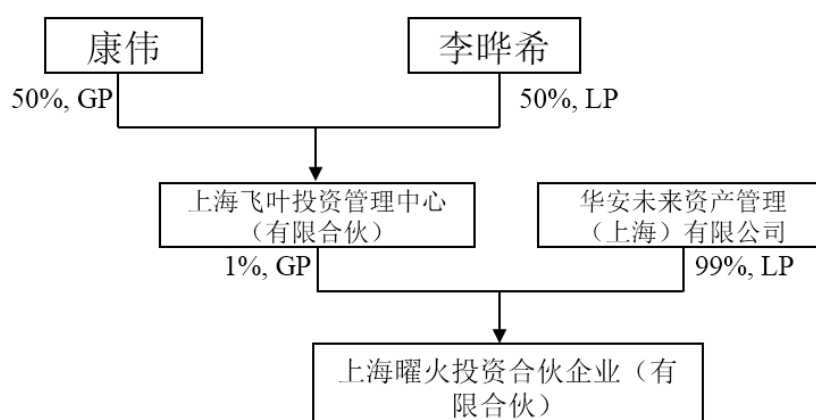 康伟
李晔希
50%, GP
50%, LP
上海飞叶投资管理中心
（有限合伙）
华安未来资产管理
（上海）有限公司
1%, GP
99%, LP
上海曜火投资合伙企业（有
限合伙）